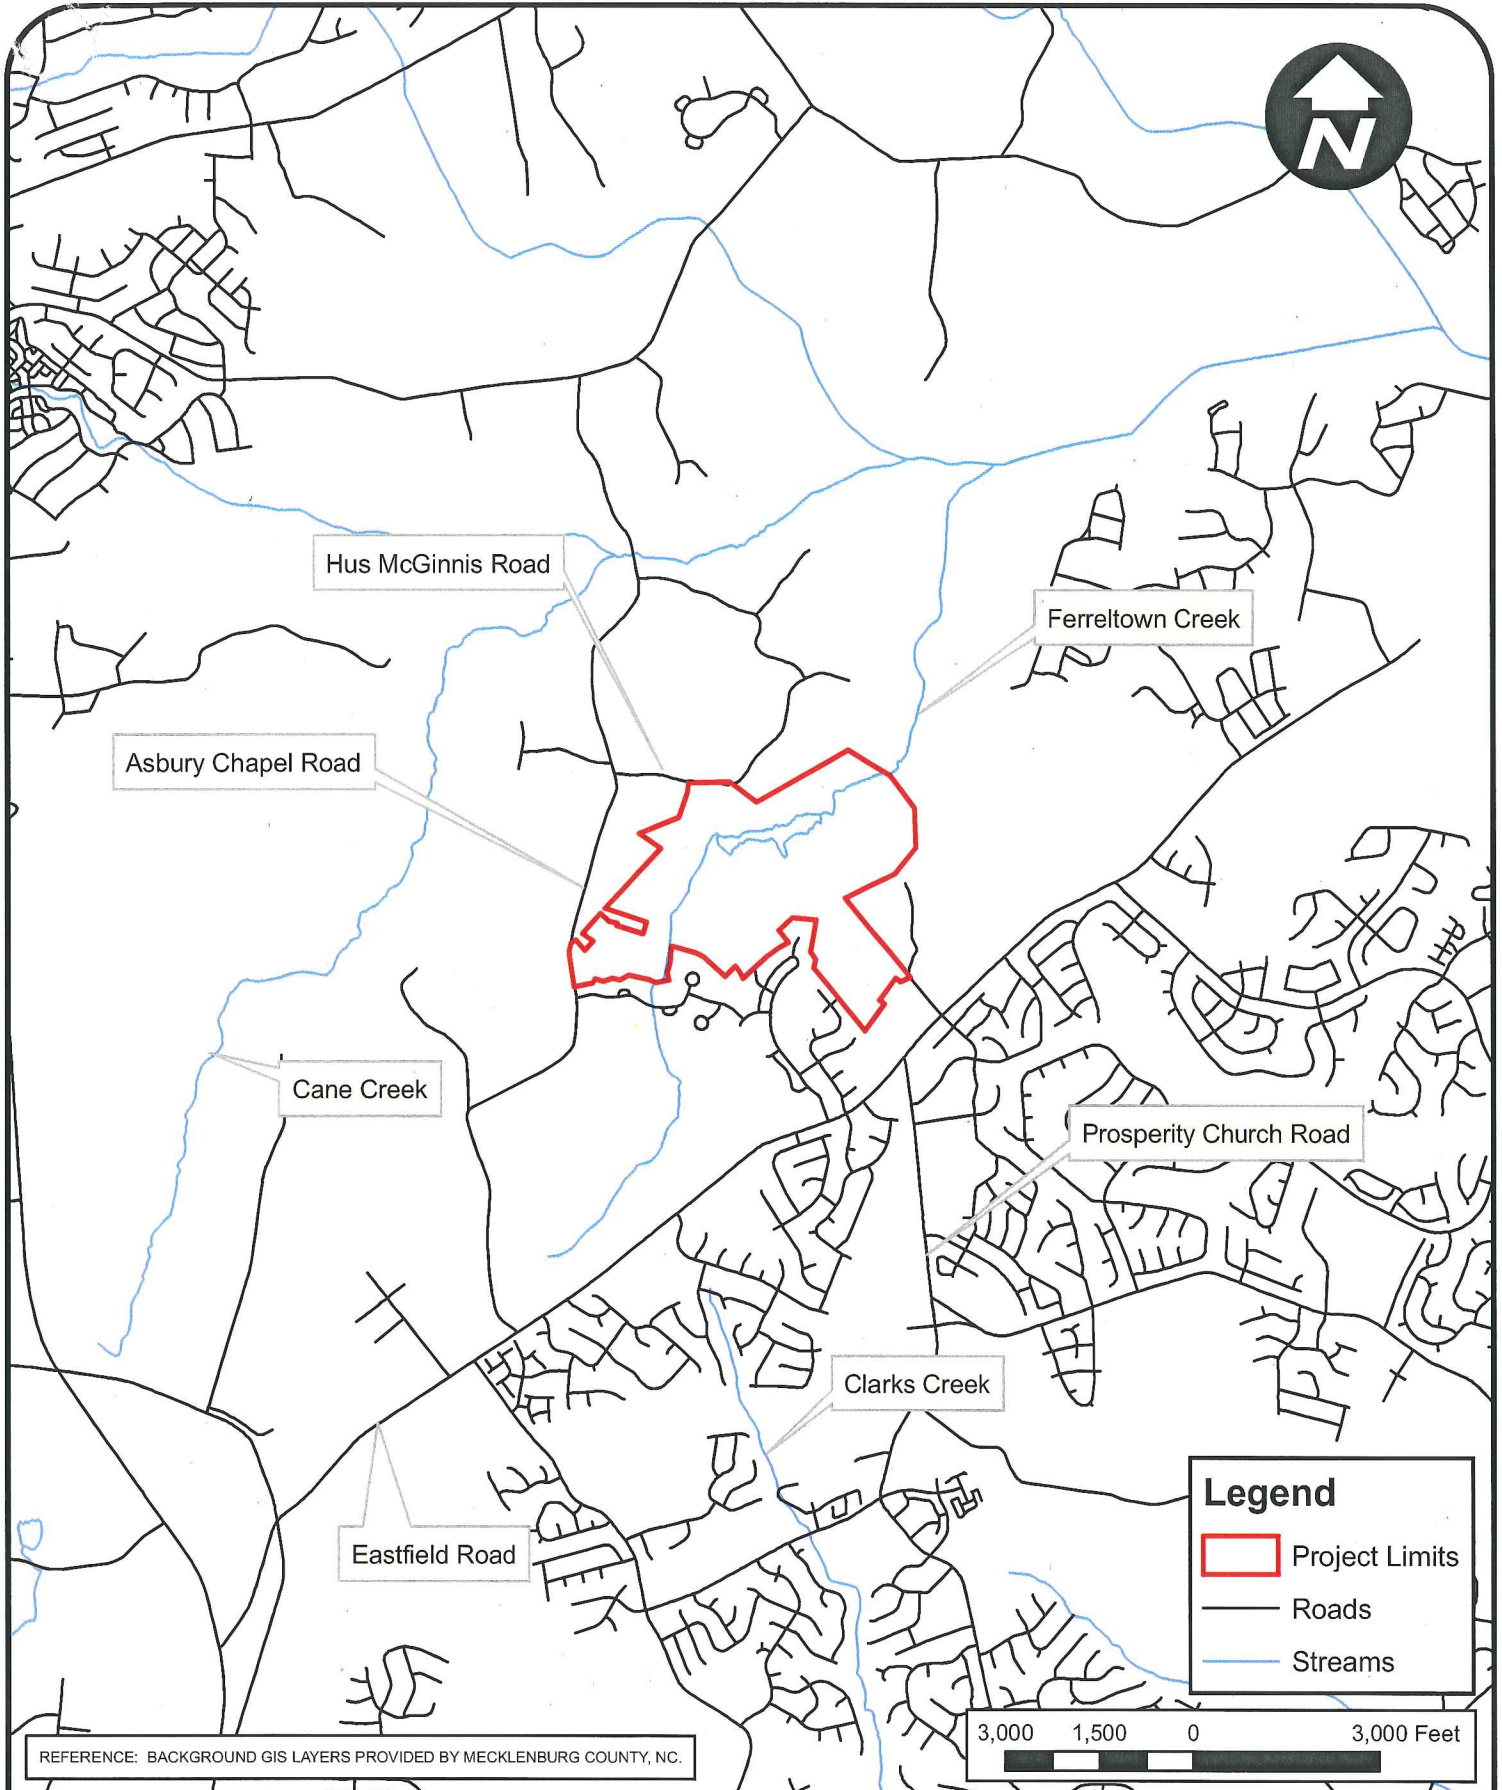 N
Hus McGinnis Road
Ferreltown Creek
Asbury Chapel Road
Cane Creek
Prosperity Church Road
Clarks Creek
Eastfield Road
Legend
Project Limits
Roads
Streams
3,000 1,500 0 3,000 Feet
REFERENCE: BACKGROUND GIS LAYERS PROVIDED BY MECKLENBURG COUNTY, NC.